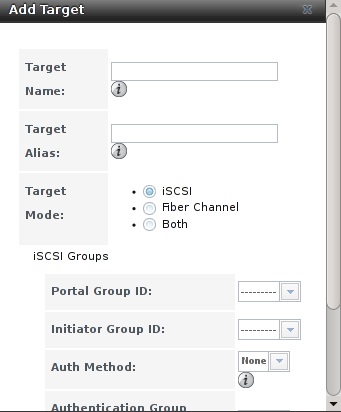 Add Target
Target
Name:
Target
Alias:
Target
Mode:
iSCSI
Fiber Channel
Both
iSCSI Groups
Portal Group ID:
---------
Initiator Group ID:
---------
Auth Method:
None
Authentication Group